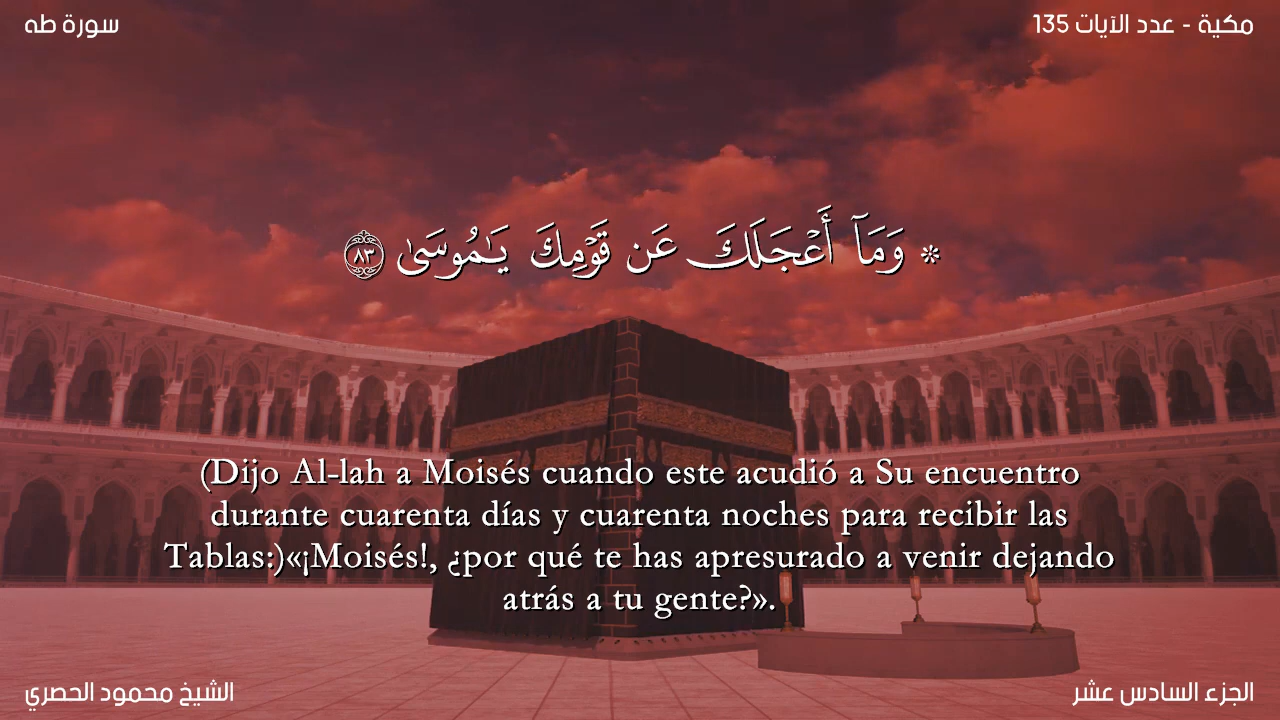 سورة طه
مكية - عدد الآيات 135
* وَمَآ أَعْجَلَكَ عَن قَوْمِكَ يَـٰمُوسَىٰ ٨٣
(Dijo Al-lah a Moisés cuando este acudió a Su encuentro
durante cuarenta días y cuarenta noches para recibir las
Tablas:)«¡Moisés!, ¿por qué te has apresurado a venir dejando
atrás a tu gente?».
الشيخ محمود الحصري
الجزء السادس عشر